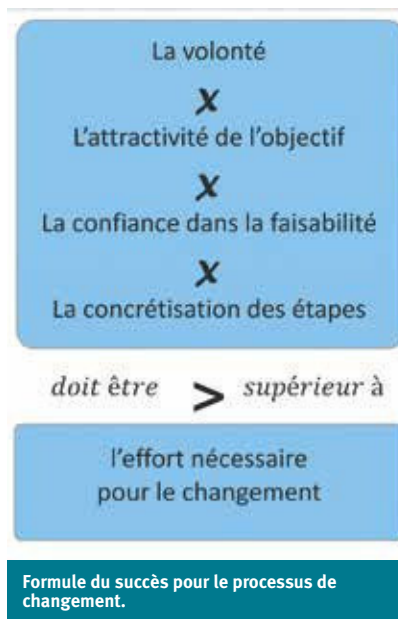 La volonté
X
L'attractivité de l'objectif
X
La confiance dans la faisabilité
X
La concrétisation des étapes
doit être > supérieur à
l'effort nécessaire
pour le changement
Formule du succès pour le processus de
changement.